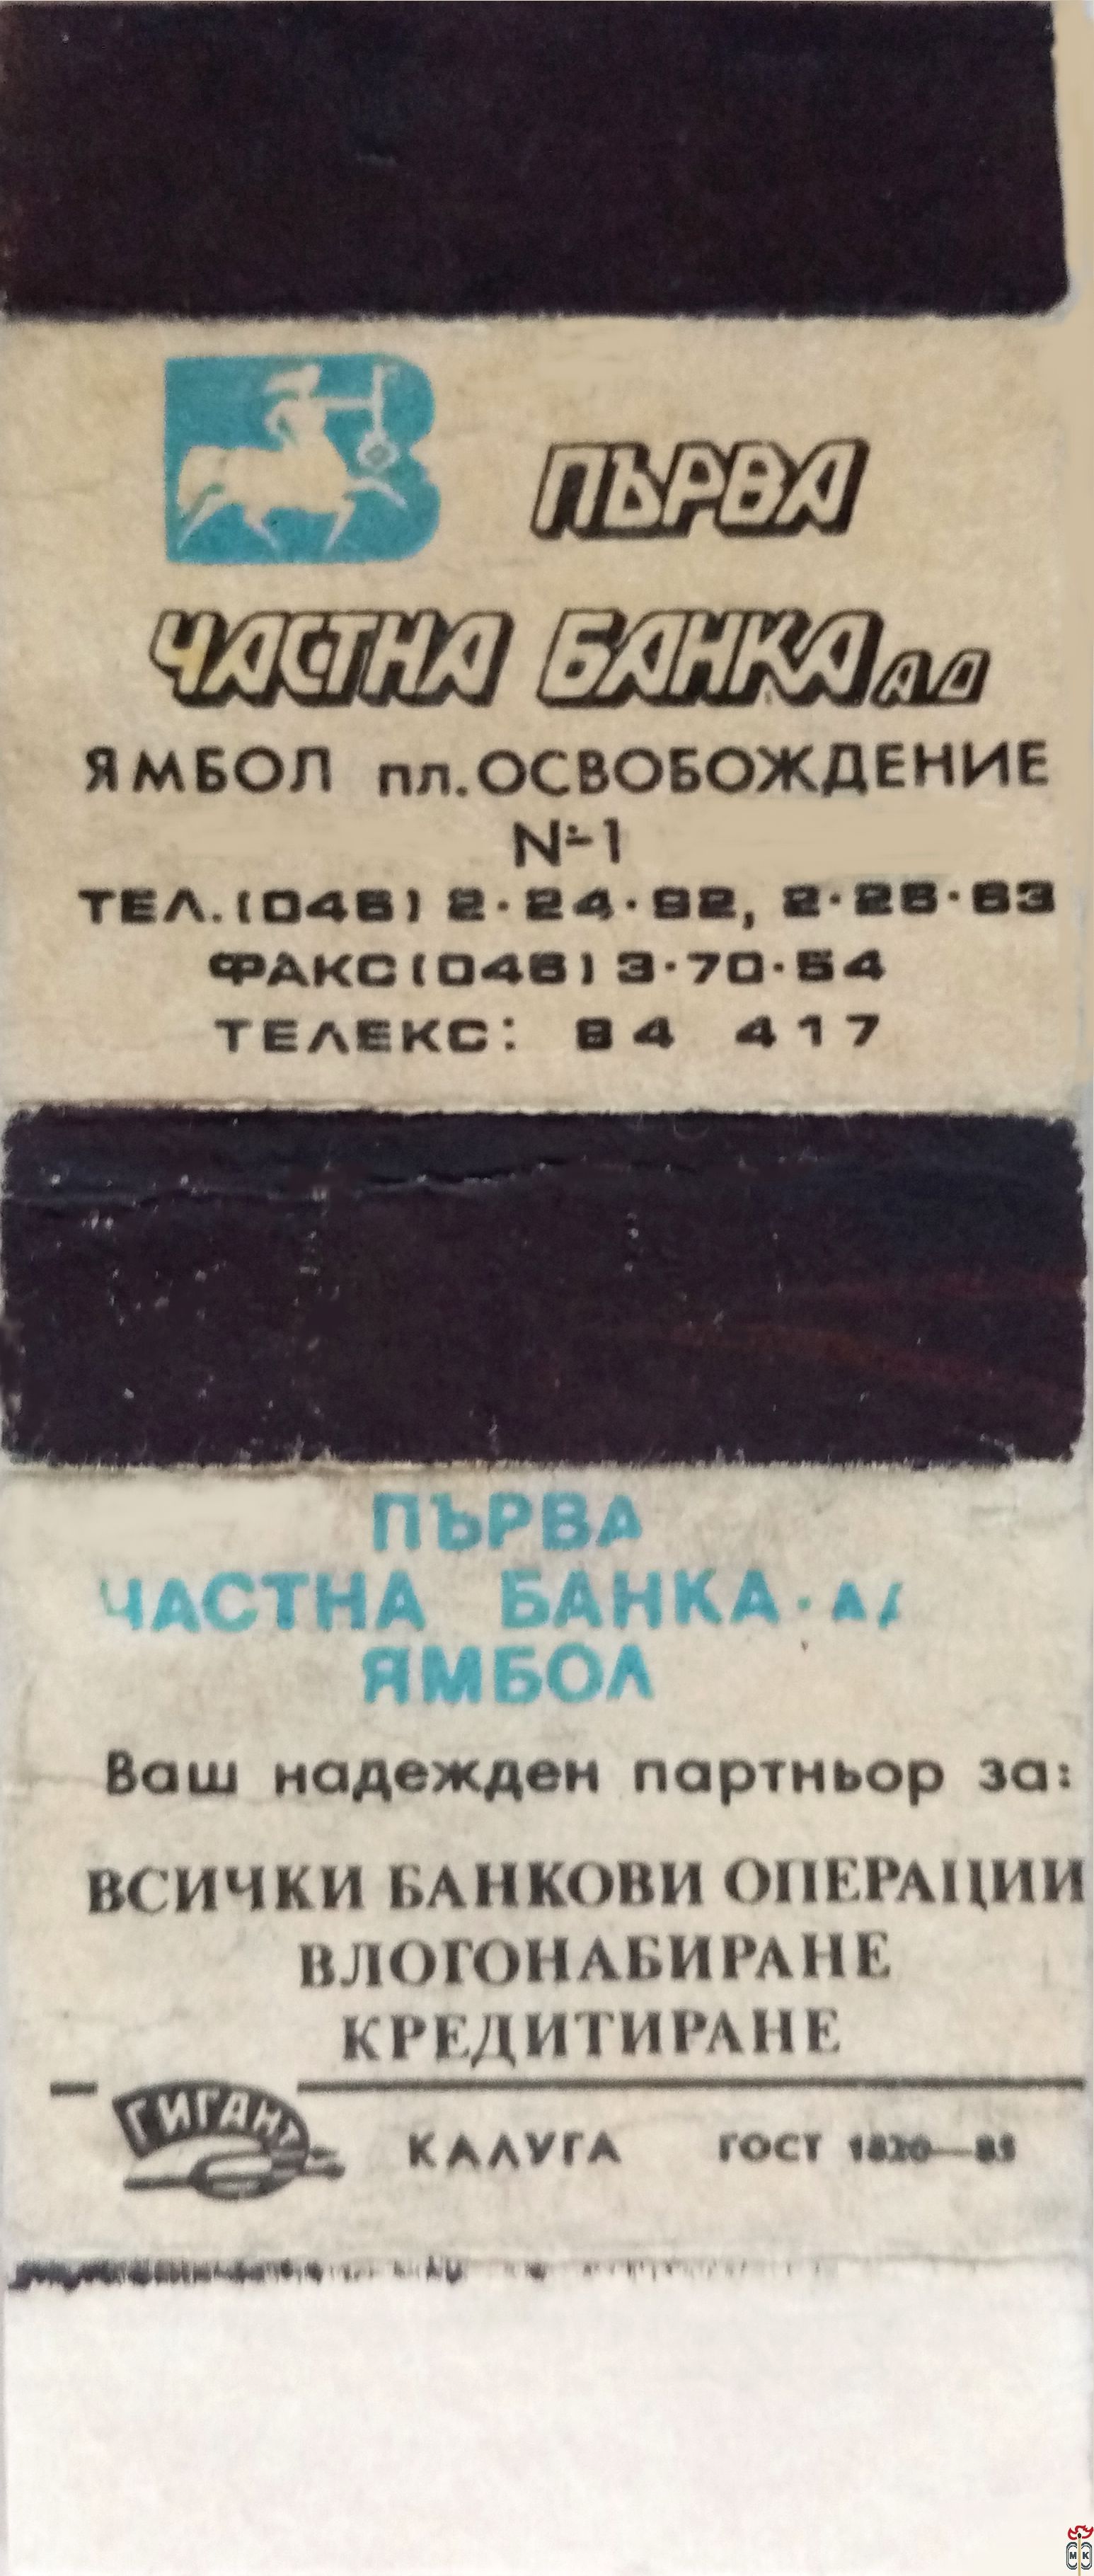 ПЪРВА
ЧАСТНА БАНКА АД
ЯМБОЛ пл. ОСВОБОЖДЕНИЕ
№1
ТЕЛ. (046) 2·24·92, 2·28·63
ФАКС (046) 3·70·54
ТЕЛЕКС: 84 417
ПЪРВА
ЧАСТНА БАНКА·
ЯМБОЛ
Ваш надежден партньор за:
ВСИЧКИ БАНКОВИ ОПЕРАЦИИ
ВЛОГОНАБИРАНЕ
КРЕДИТИРАНЕ
ГИГАНТ КАЛУГА ГОСТ 1820—85
МК